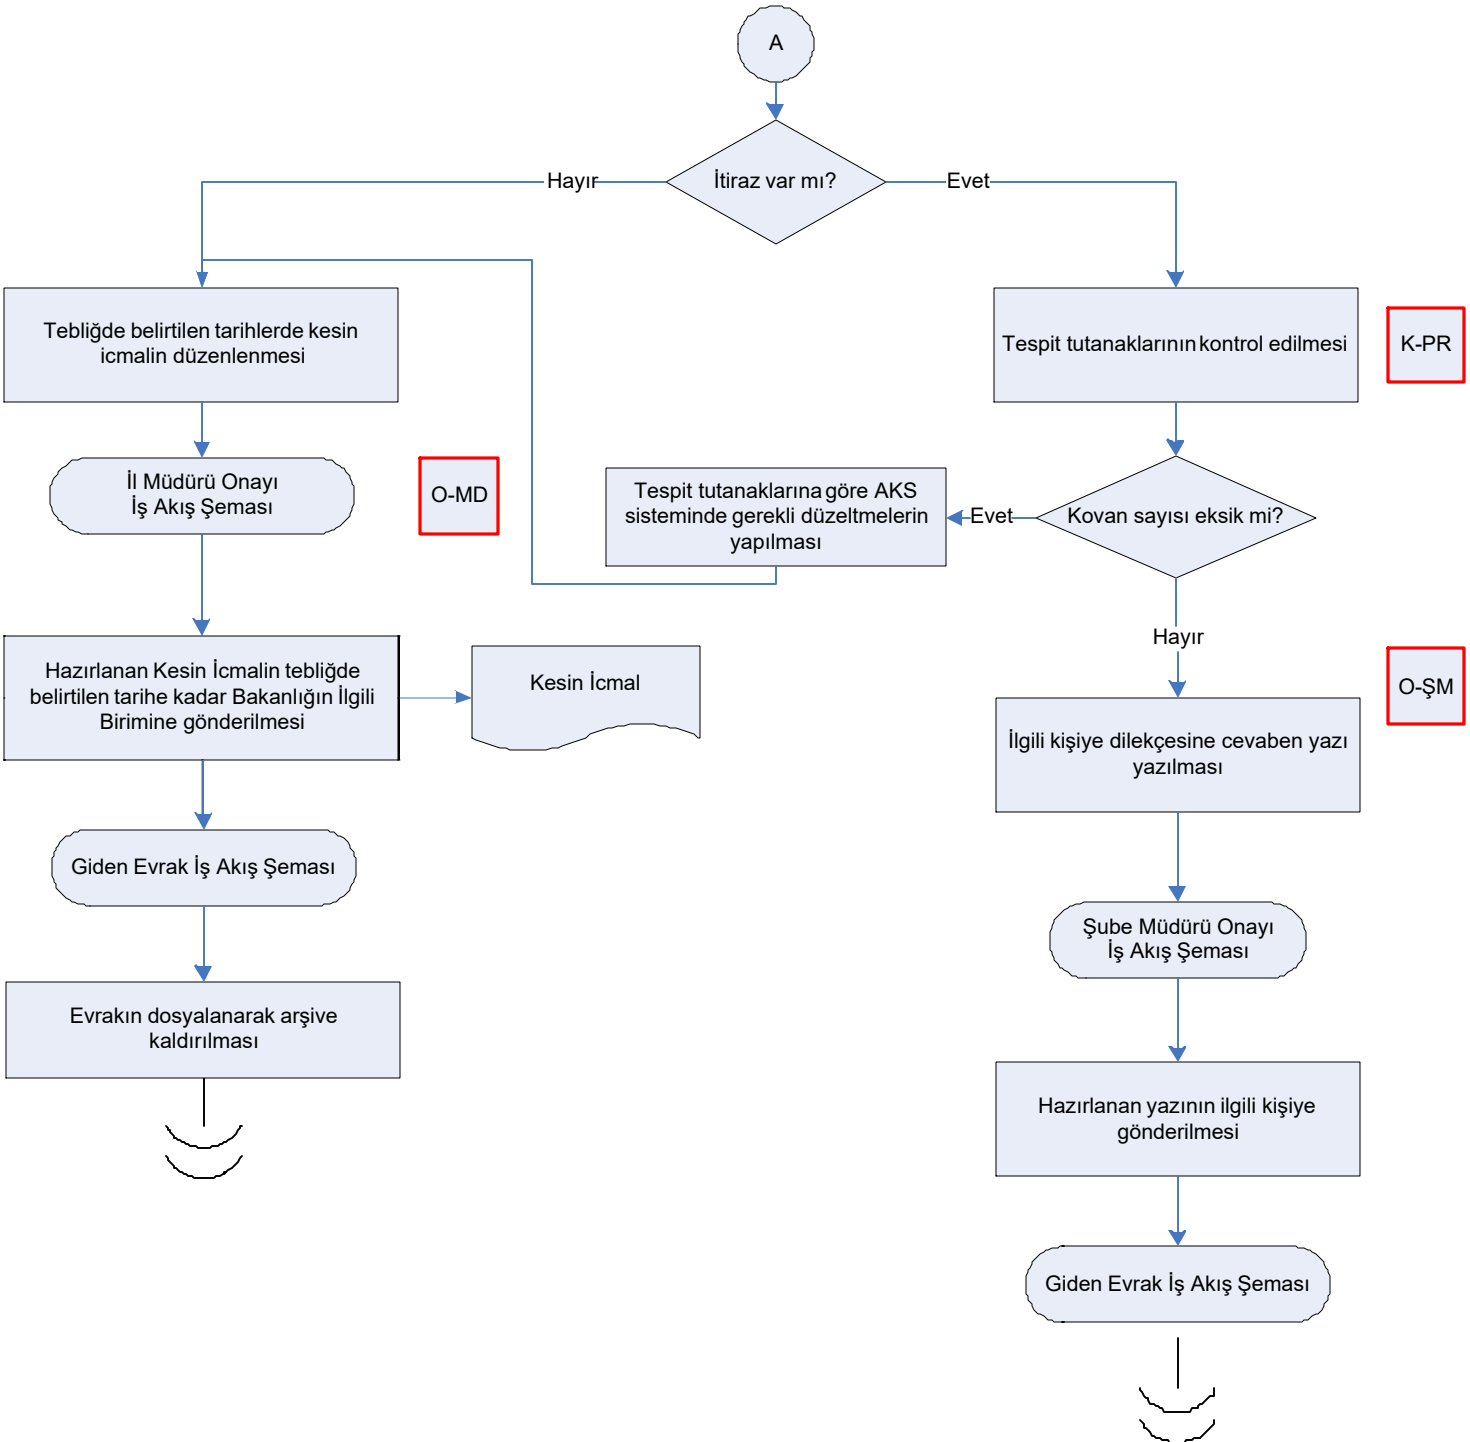 A
İtiraz var mı?
Hayır
Evet
Tebliğde belirtilen tarihlerde kesin
icmalin düzenlenmesi
Tespit tutanaklarının kontrol edilmesi
K-PR
İl Müdürü Onayı
İş Akış Şeması
O-MD
Tespit tutanaklarına göre AKS
sisteminde gerekli düzeltmelerin
yapılması
Evet
Kovan sayısı eksik mi?
Hayır
Hazırlanan Kesin İcmalin tebliğde
belirtilen tarihe kadar Bakanlığın İlgili
Birimine gönderilmesi
Kesin İcmal
O-ŞM
İlgili kişiye dilekçesine cevaben yazı
yazılması
Giden Evrak İş Akış Şeması
Şube Müdürü Onayı
İş Akış Şeması
Evrakın dosyalanarak arşive
kaldırılması
Hazırlanan yazının ilgili kişiye
gönderilmesi
Giden Evrak İş Akış Şeması